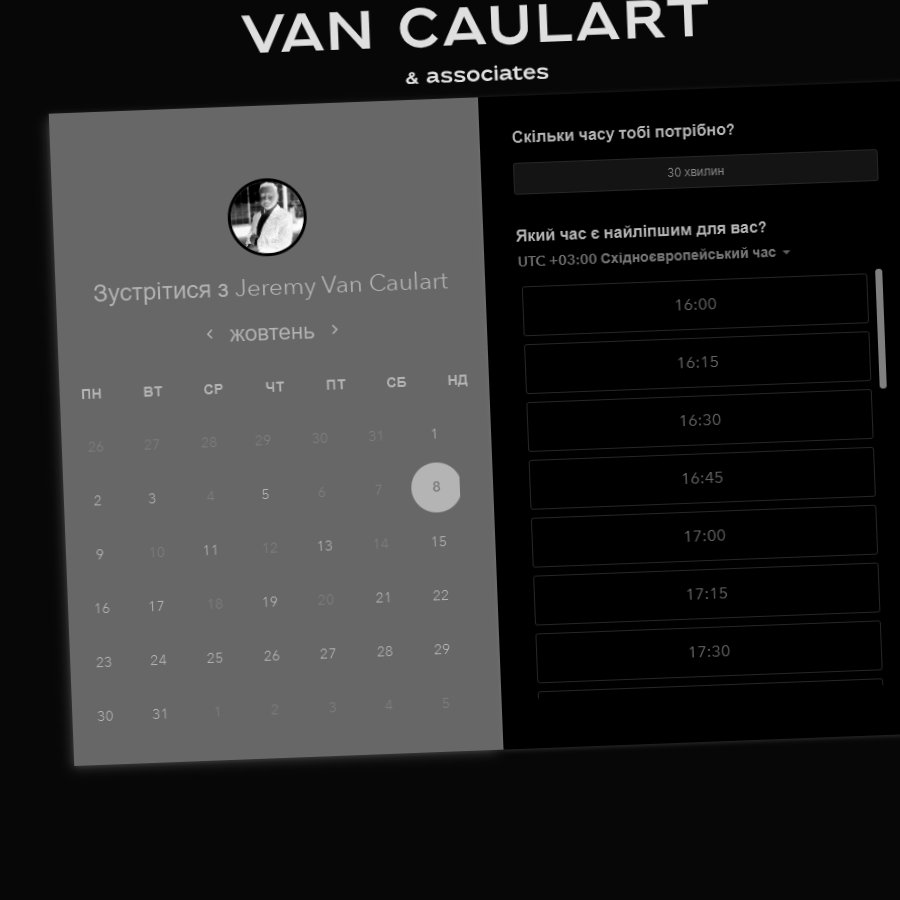 VAN CAULART
& associates
Зустрітися з Jeremy Van Caulart
жовтень
ПН ВТ СР ЧТ ПТ СБ НД
26 27 28 29 30 31 1
2 3 4 5 6 7 8
9 10 11 12 13 14 15
16 17 18 19 20 21 22
23 24 25 26 27 28 29
30 31 1 2 3 4 5
Скільки часу тобі потрібно?
30 хвилин
Який час є найліпшим для вас?
UTC +03:00 Східноєвропейський час
16:00
16:15
16:30
16:45
17:00
17:15
17:30